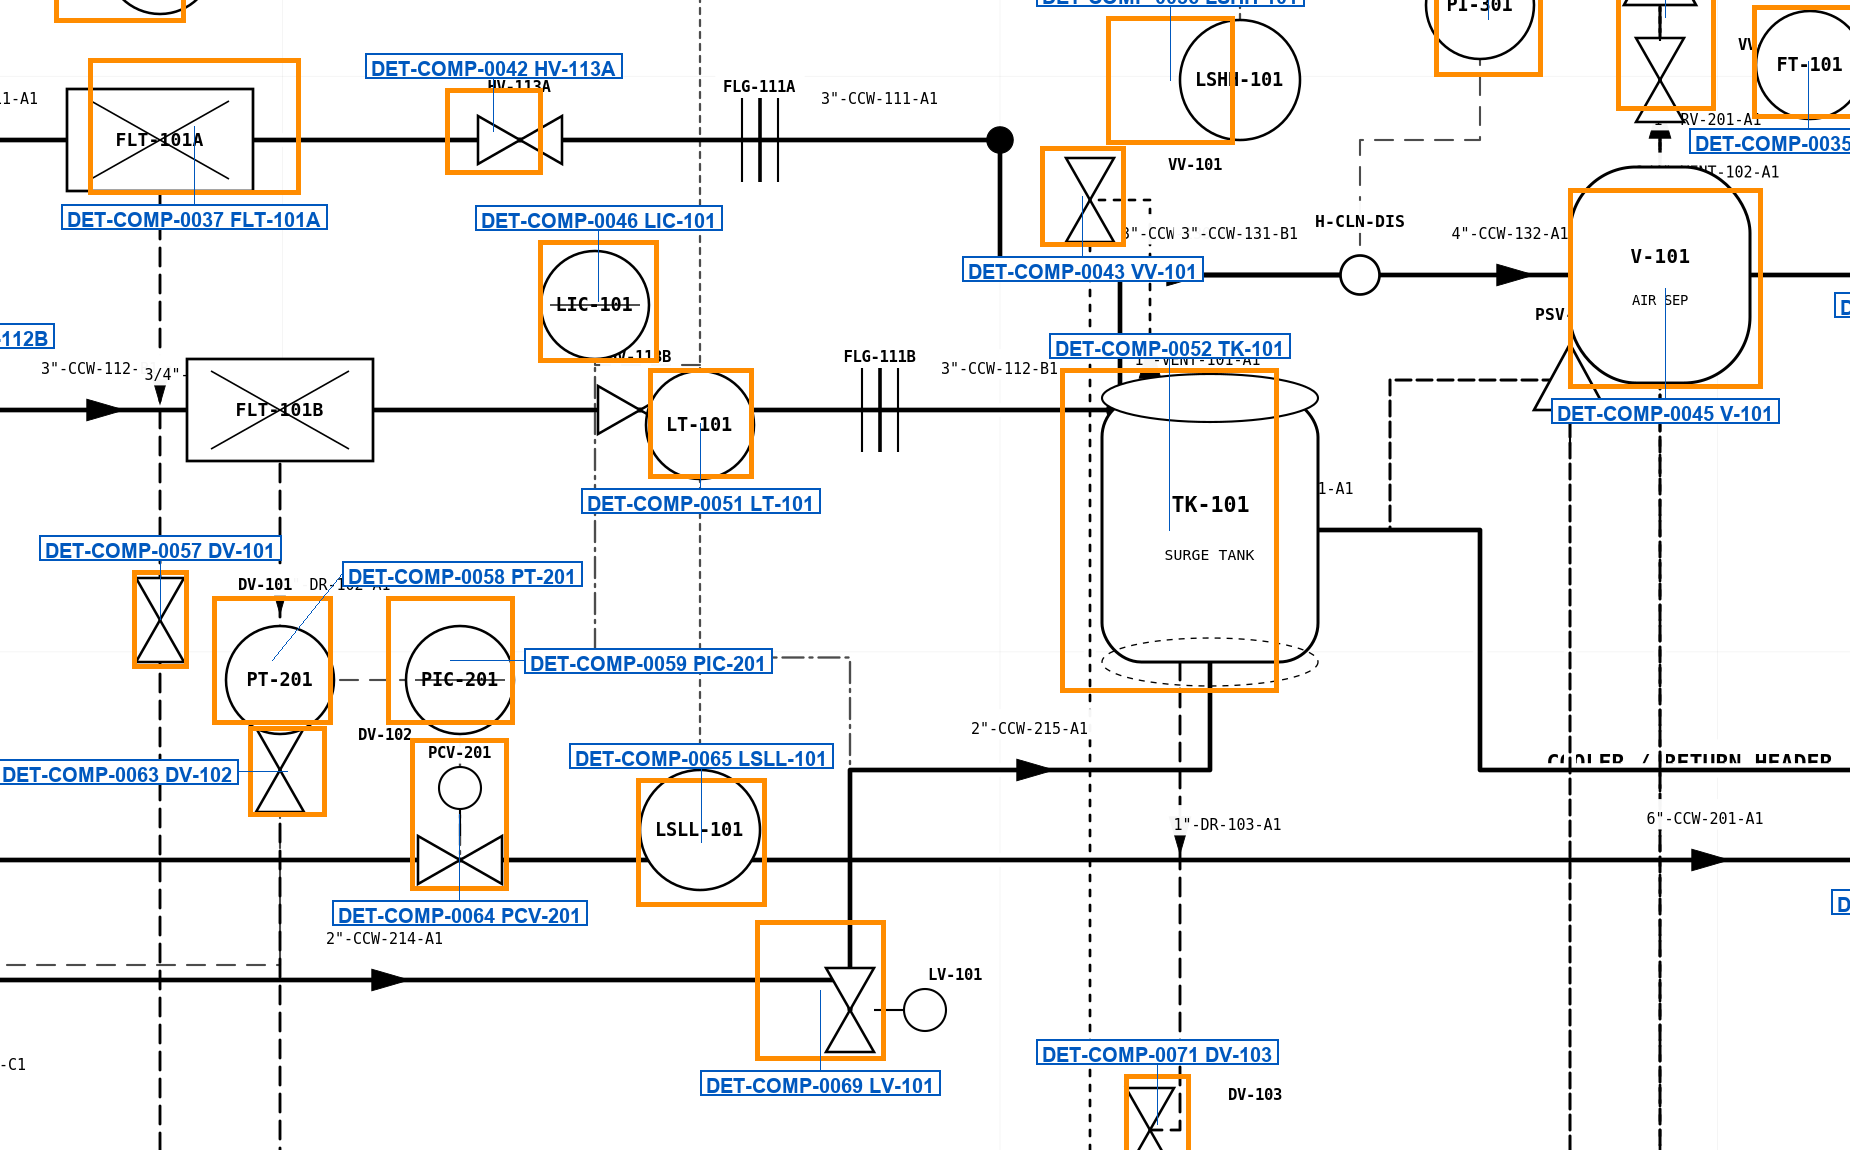 DET-COMP-0042 HV-113A
HV-113A
FLG-111A
3"-CCW-111-A1
FLT-101A
DET-COMP-0037 FLT-101A
DET-COMP-0046 LIC-101
LIC-101
LSHH-101
PI-301
FT-101
RV-201-A1
DET-COMP-0035
VV-101
H-CLN-DIS
3"-CCW-131-B1
4"-CCW-132-A1
DET-COMP-0043 VV-101
V-101
AIR SEP
DET-COMP-0045 V-101
-112B
3"-CCW-112-
3/4"-
FLT-101B
FLG-111B
3"-CCW-112-B1
LT-101
DET-COMP-0051 LT-101
DET-COMP-0052 TK-101
1"-VENT-101-A1
TK-101
SURGE TANK
1-A1
DET-COMP-0057 DV-101
DV-101
DET-COMP-0058 PT-201
PT-201
PIC-201
DET-COMP-0059 PIC-201
DV-102
DET-COMP-0063 DV-102
PCV-201
DET-COMP-0064 PCV-201
DET-COMP-0065 LSLL-101
LSLL-101
2"-CCW-215-A1
COOLER / RETURN HEADER
1"-DR-103-A1
6"-CCW-201-A1
2"-CCW-214-A1
LV-101
DET-COMP-0069 LV-101
DET-COMP-0071 DV-103
DV-103
-C1